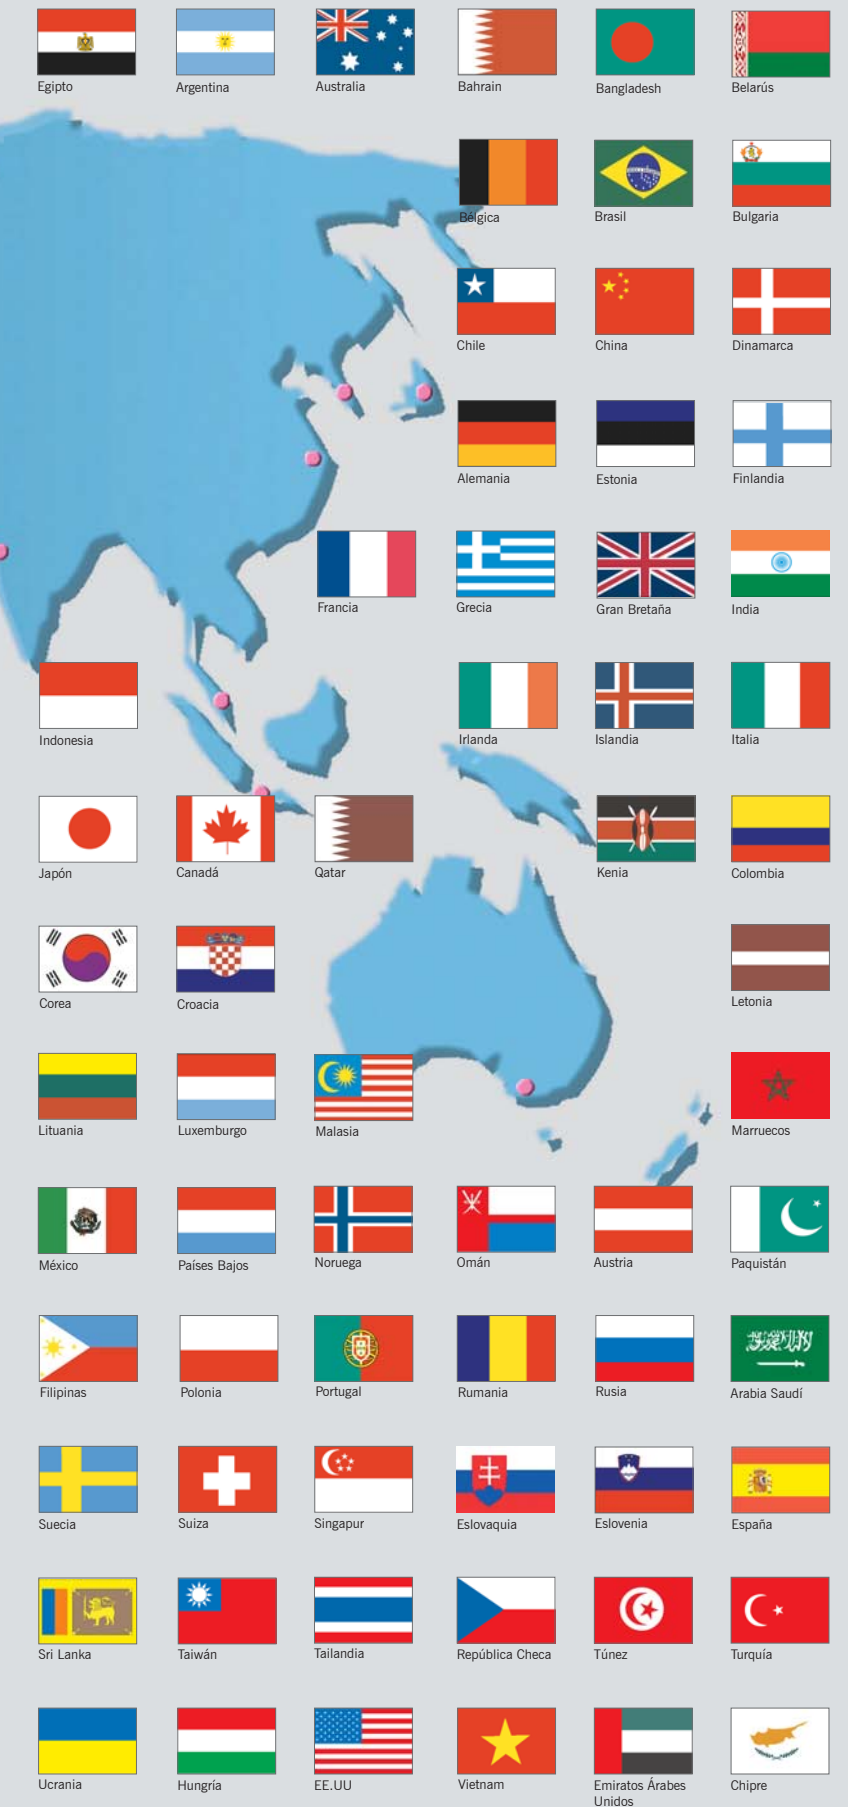 Egipto
Argentina
Australia
Bahrain
Bangladesh
Belarús
Bélgica
Brasil
Bulgaria
Chile
China
Dinamarca
Alemania
Estonia
Finlandia
Francia
Grecia
Gran Bretaña
India
Indonesia
Irlanda
Islandia
Italia
Japón
Canadá
Qatar
Kenia
Colombia
Corea
Croacia
Letonia
Lituania
Luxemburgo
Malasia
Marruecos
México
Países Bajos
Noruega
Omán
Austria
Paquistán
Filipinas
Polonia
Portugal
Rumania
Rusia
Arabia Saudí
Suecia
Suiza
Singapur
Eslovaquia
Eslovenia
España
Sri Lanka
Taiwán
Tailandia
República Checa
Túnez
Turquía
Ucrania
Hungría
EE.UU
Vietnam
Emiratos Árabes
Unidos
Chipre